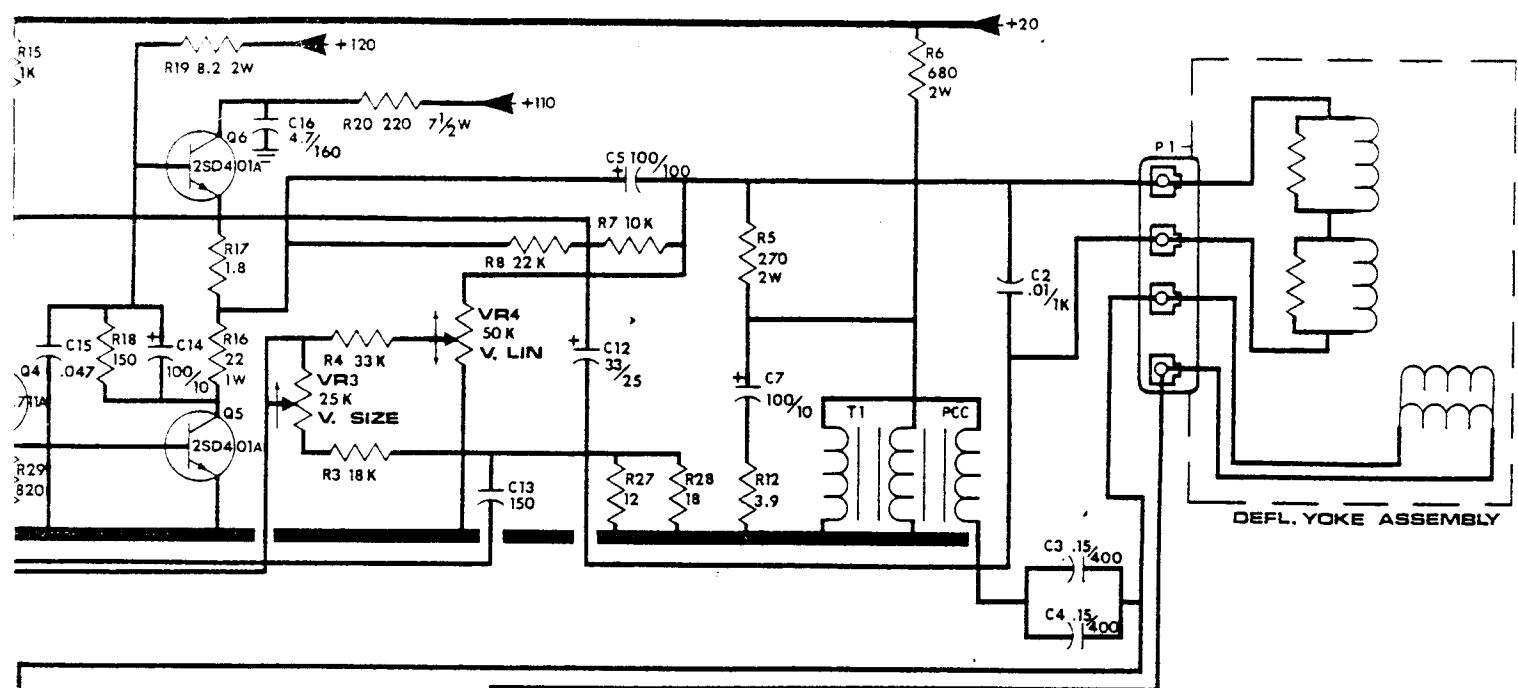 +20
R15
1K
+120
R19 8.2 2W
R6
680
2W
+110
R20 220 7 1/2 W
C16
4.7/160
Q6
2SD401A
P1
C5 100/100
+
R7 10K
R17
1.8
R8 22K
R5
270
2W
C2
.01/1K
VR4
50K
V. LIN
R18
150
+
C14
100/10
C15
.047
R16
22
1W
R4 33K
+
C12
33/25
Q4
VR3
25K
V. SIZE
+
C7
100/10
Q5
2SD401A
T1
PCC
R3 18K
R29
820
C13
150
R27
12
R28
18
R12
3.9
DEFL. YOKE ASSEMBLY
C3 .15/400
C4 .15/400